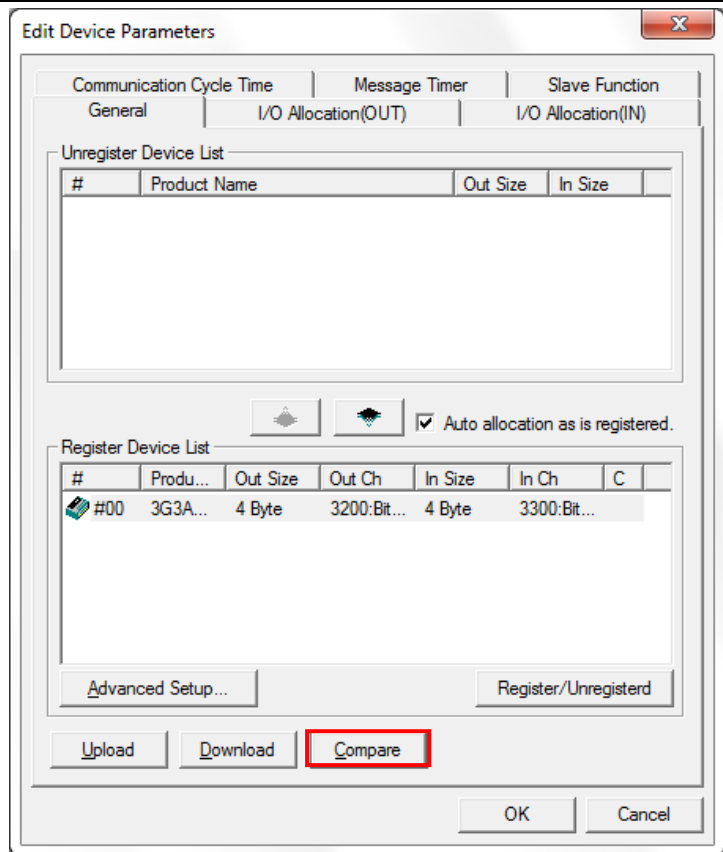 Edit Device Parameters
x
Communication Cycle Time Message Timer Slave Function
General I/O Allocation(OUT) I/O Allocation(IN)
Unregister Device List
# Product Name Out Size In Size
Auto allocation as is registered.
Register Device List
# Produ... Out Size Out Ch In Size In Ch C
#00 3G3A... 4 Byte 3200:Bit... 4 Byte 3300:Bit...
Advanced Setup... Register/Unregisterd
Upload Download Compare
OK Cancel